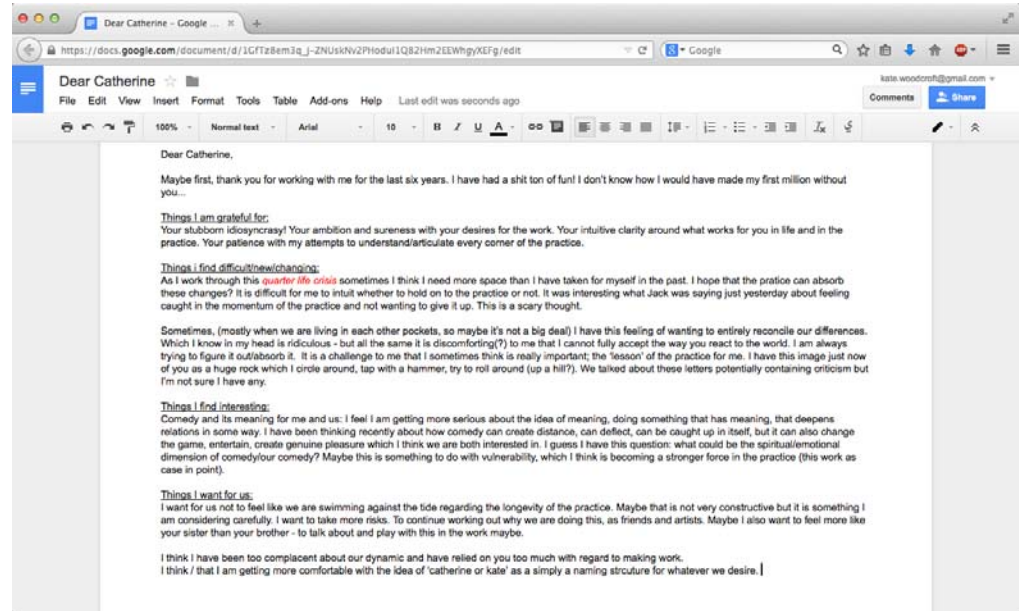 Dear Catherine - Google ...
https://docs.google.com/document/d/1GfTz8em3q_j-ZNUskNv2PHodul1Q82Hm2EEWhgyXEFg/edit
Google
Dear Catherine
kate.woodcroft@gmail.com
File Edit View Insert Format Tools Table Add-ons Help Last edit was seconds ago
Comments
Share
100% Normal text Arial 10 B I U A
Dear Catherine,
Maybe first, thank you for working with me for the last six years. I have had a shit ton of fun! I don't know how I would have made my first million without
you...
Things I am grateful for:
Your stubborn idiosyncrasy! Your ambition and sureness with your desires for the work. Your intuitive clarity around what works for you in life and in the
practice. Your patience with my attempts to understand/articulate every corner of the practice.
Things i find difficult/new/changing:
As I work through this quarter life crisis sometimes I think I need more space than I have taken for myself in the past. I hope that the pratice can absorb
these changes? It is difficult for me to intuit whether to hold on to the practice or not. It was interesting what Jack was saying just yesterday about feeling
caught in the momentum of the practice and not wanting to give it up. This is a scary thought.
Sometimes, (mostly when we are living in each other pockets, so maybe it's not a big deal) I have this feeling of wanting to entirely reconcile our differences.
Which I know in my head is ridiculous - but all the same it is discomforting(?) to me that I cannot fully accept the way you react to the world. I am always
trying to figure it out/absorb it. It is a challenge to me that I sometimes think is really important; the 'lesson' of the practice for me. I have this image just now
of you as a huge rock which I circle around, tap with a hammer, try to roll around (up a hill?). We talked about these letters potentially containing criticism but
I'm not sure I have any.
Things I find interesting:
Comedy and its meaning for me and us: I feel I am getting more serious about the idea of meaning, doing something that has meaning, that deepens
relations in some way. I have been thinking recently about how comedy can create distance, can deflect, can be caught up in itself, but it can also change
the game, entertain, create genuine pleasure which I think we are both interested in. I guess I have this question: what could be the spiritual/emotional
dimension of comedy/our comedy? Maybe this is something to do with vulnerability, which I think is becoming a stronger force in the practice (this work as
case in point).
Things I want for us:
I want for us not to feel like we are swimming against the tide regarding the longevity of the practice. Maybe that is not very constructive but it is something I
am considering carefully. I want to take more risks. To continue working out why we are doing this, as friends and artists. Maybe I also want to feel more like
your sister than your brother - to talk about and play with this in the work maybe.
I think I have been too complacent about our dynamic and have relied on you too much with regard to making work.
I think / that I am getting more comfortable with the idea of 'catherine or kate' as a simply a naming strcuture for whatever we desire.